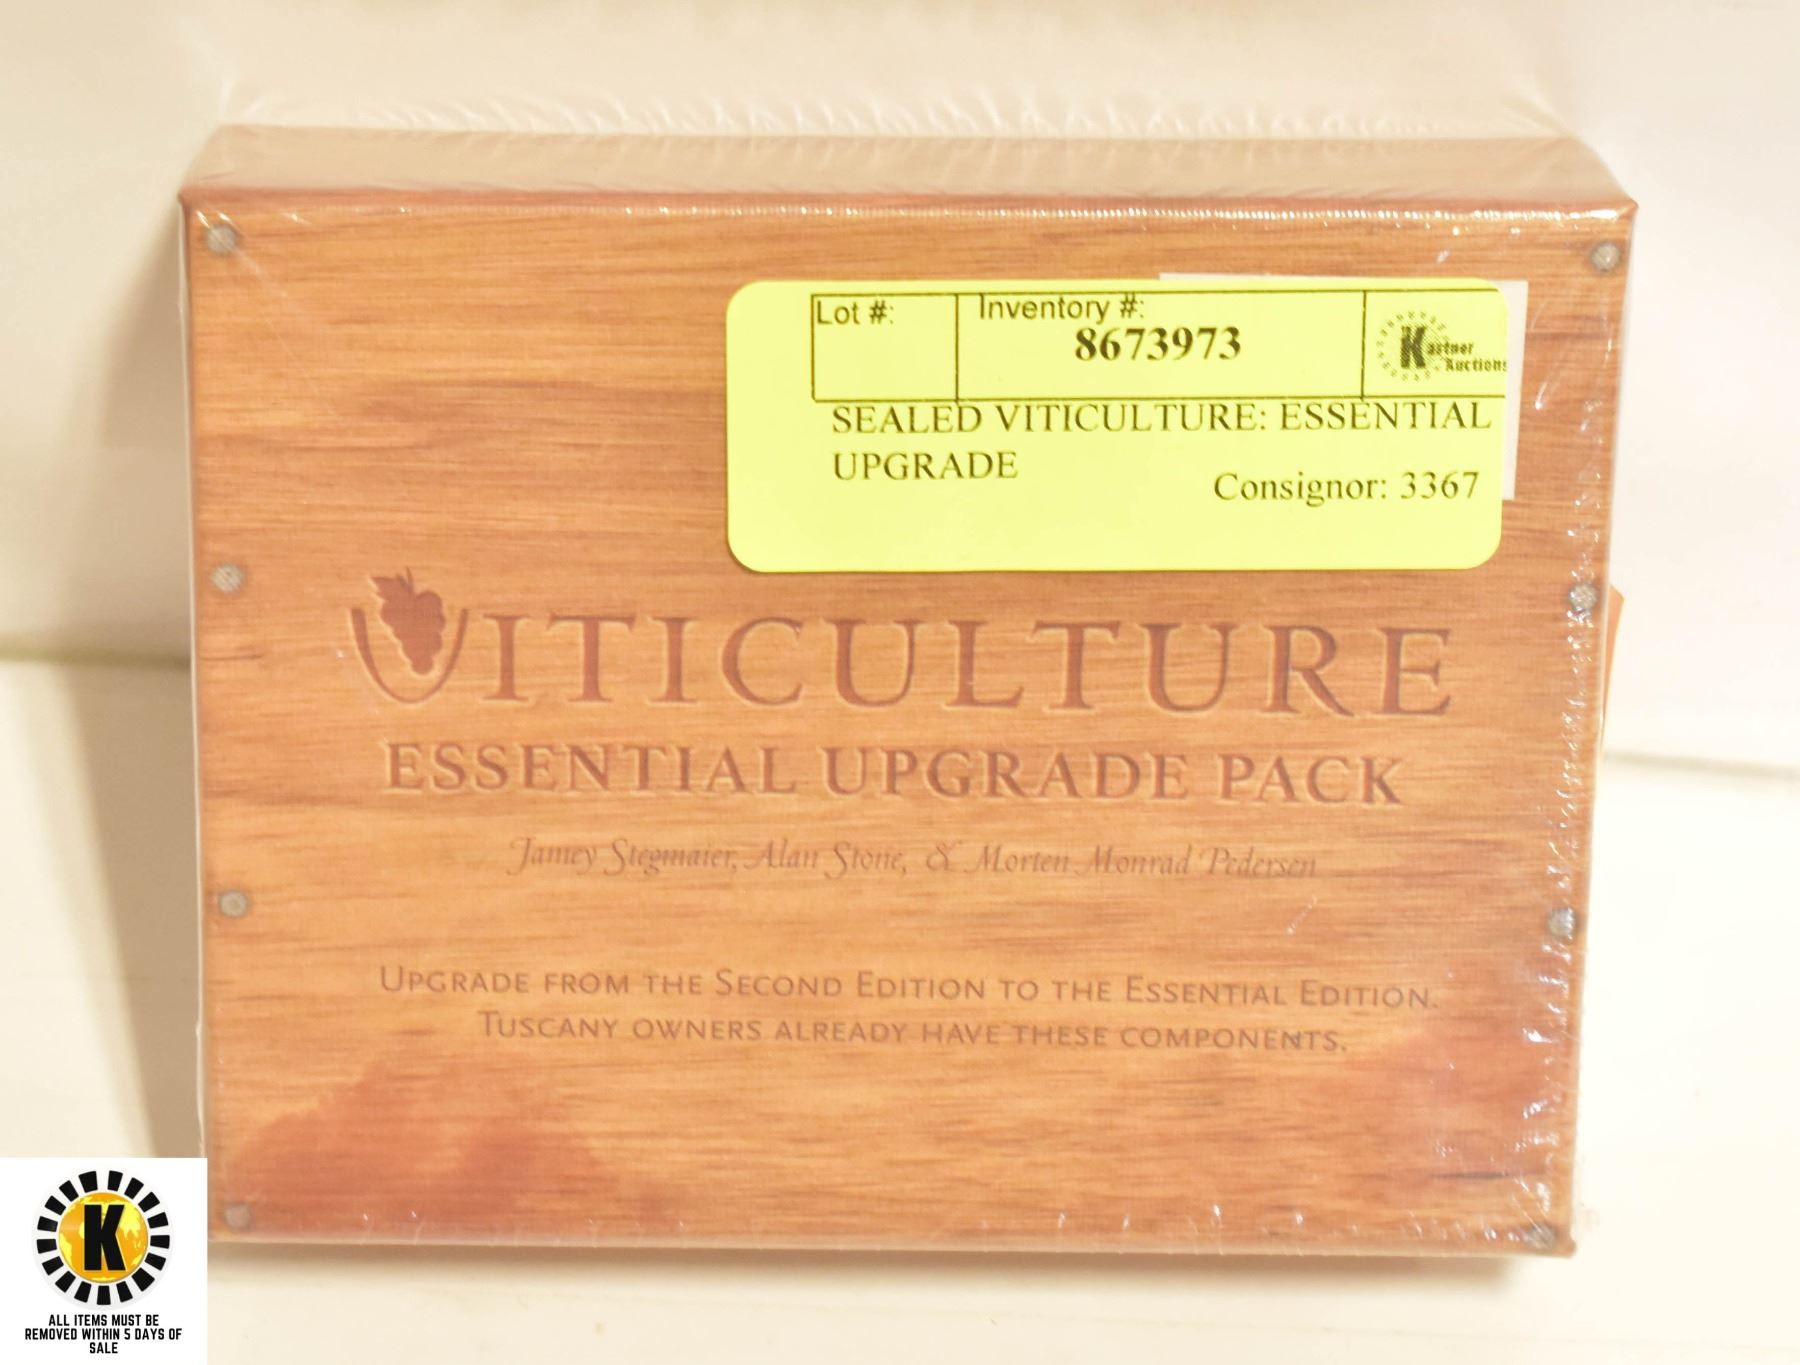 Lot #:
Inventory #:
8673973
Kastner
Auctions
SEALED VITICULTURE: ESSENTIAL
UPGRADE
Consignor: 3367
VITICULTURE
ESSENTIAL UPGRADE PACK
Jamey Stegmaier, Alan Stone, & Morten Monrad Pedersen
UPGRADE FROM THE SECOND EDITION TO THE ESSENTIAL EDITION.
TUSCANY OWNERS ALREADY HAVE THESE COMPONENTS.
K
ALL ITEMS MUST BE
REMOVED WITHIN 5 DAYS OF
SALE